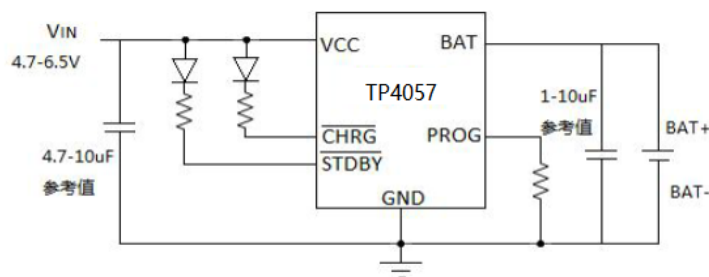 VIN
4.7-6.5V
4.7-10uF
参考值
VCC
BAT
TP4057
CHRG
STDBY
PROG
GND
1-10uF
参考值
BAT+
BAT-